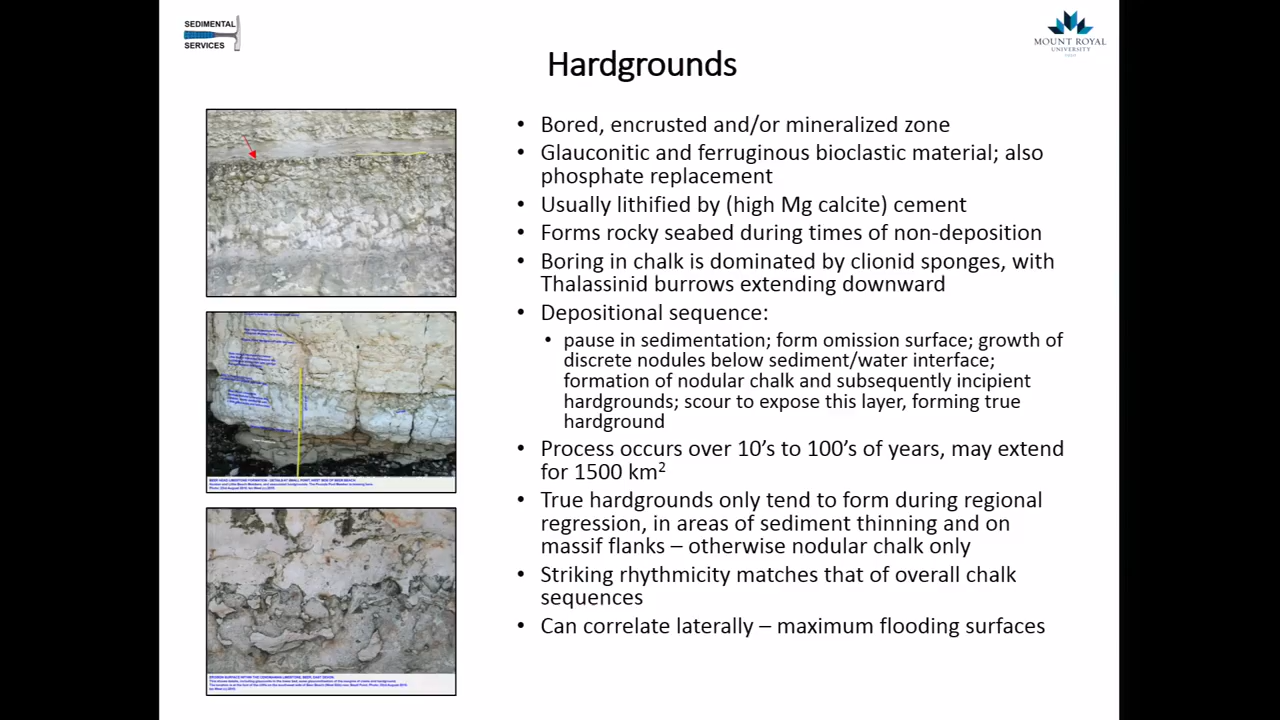 SEDIMENTAL
SERVICES
MOUNT ROYAL
UNIVERSITY
Hardgrounds
• Bored, encrusted and/or mineralized zone
• Glauconitic and ferruginous bioclastic material; also
phosphate replacement
• Usually lithified by (high Mg calcite) cement
• Forms rocky seabed during times of non-deposition
• Boring in chalk is dominated by clionid sponges, with
Thalassinid burrows extending downward
• Depositional sequence:
• pause in sedimentation; form omission surface; growth of
discrete nodules below sediment/water interface;
formation of nodular chalk and subsequently incipient
hardgrounds; scour to expose this layer, forming true
hardground
• Process occurs over 10’s to 100’s of years, may extend
for 1500 km²
• True hardgrounds only tend to form during regional
regression, in areas of sediment thinning and on
massif flanks – otherwise nodular chalk only
• Striking rhythmicity matches that of overall chalk
sequences
• Can correlate laterally – maximum flooding surfaces